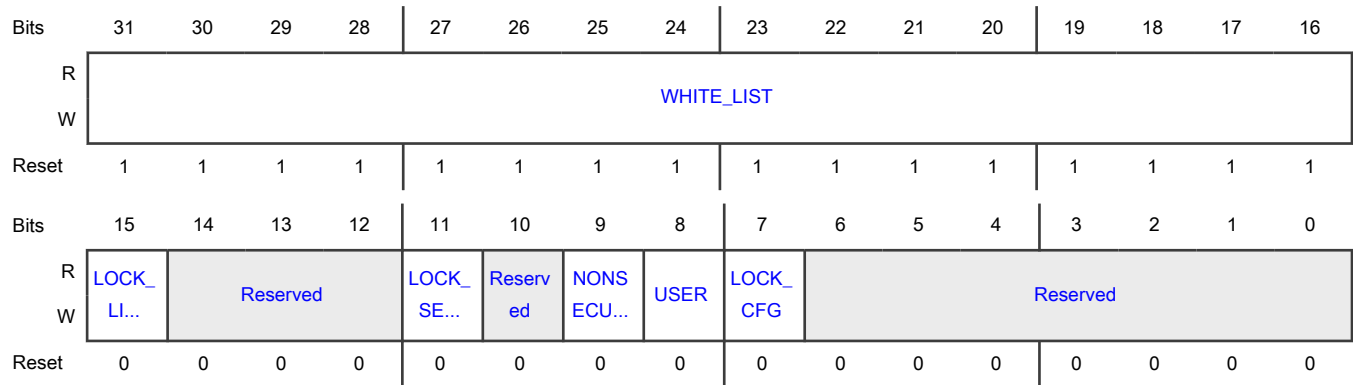 Bits 31 30 29 28 27 26 25 24 23 22 21 20 19 18 17 16
R
WHITE_LIST
W
Reset 1 1 1 1 1 1 1 1 1 1 1 1 1 1 1 1
Bits 15 14 13 12 11 10 9 8 7 6 5 4 3 2 1 0
R LOCK_ LOCK_ Reserv NONS LOCK_
Reserved USER Reserved
W LI... SE... ed ECU... CFG
Reset 0 0 0 0 0 0 0 0 0 0 0 0 0 0 0 0